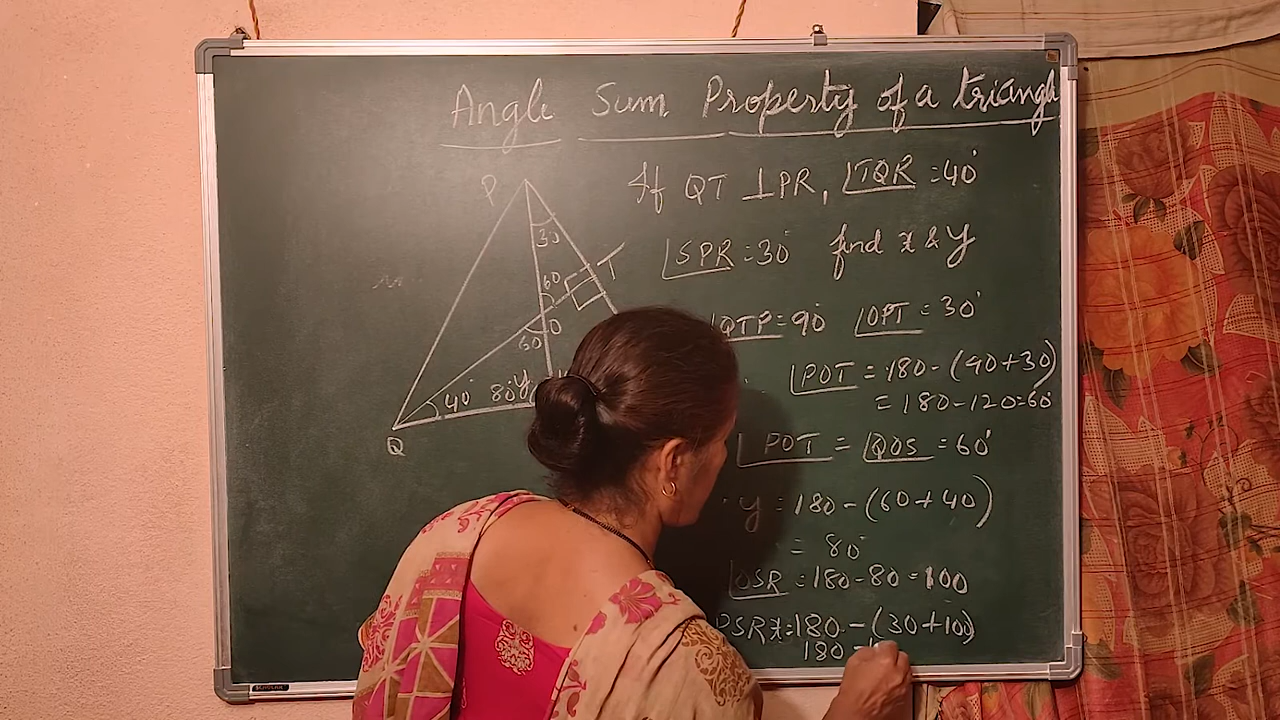 Angle Sum Property of a triangle
If QT ⊥PR, ∠TQR = 40°
∠SPR = 30° find x & y
∠QTP = 90° ∠OPT = 30°
∠POT = 180 - (90+30)
= 180 - 120 = 60°
∠POT = ∠QOS = 60°
y = 180 - (60 + 40)
= 80°
∠OSR = 180 - 80 = 100
PSR x = 180 - (30 + 100)
180 -
P
30
T
60
O
60
40° 80° y
Q